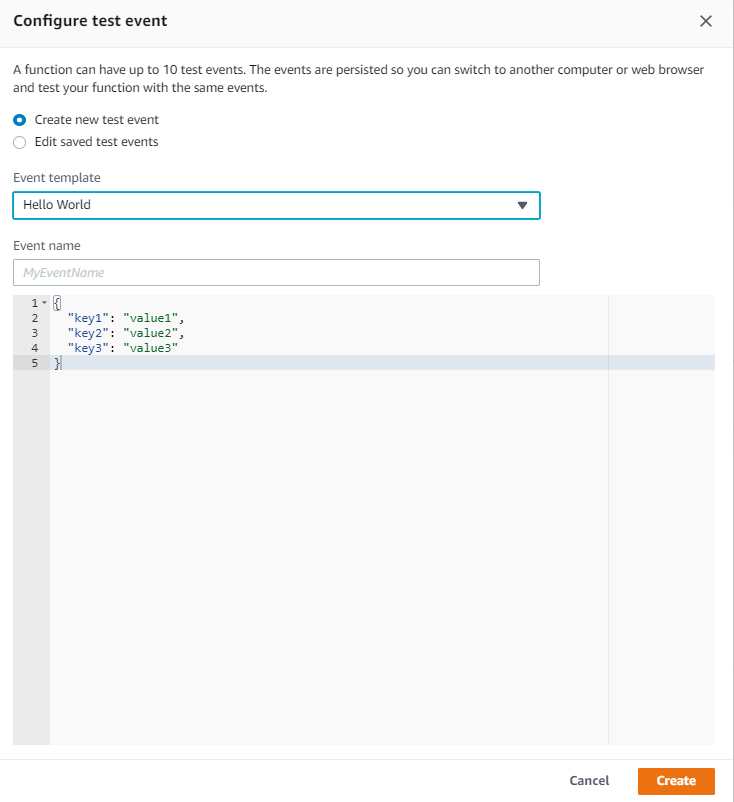 Configure test event
A function can have up to 10 test events. The events are persisted so you can switch to another computer or web browser
and test your function with the same events.
Create new test event
Edit saved test events
Event template
Hello World
Event name
MyEventName
1 {
2 "key1": "value1",
3 "key2": "value2",
4 "key3": "value3"
5 }
Cancel Create